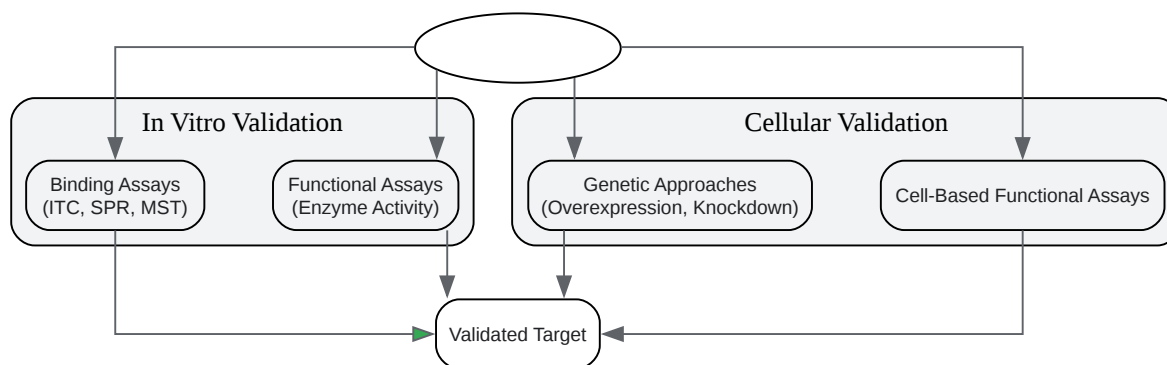 In Vitro Validation
Cellular Validation
Binding Assays
(ITC, SPR, MST)
Functional Assays
(Enzyme Activity)
Genetic Approaches
(Overexpression, Knockdown)
Cell-Based Functional Assays
Validated Target